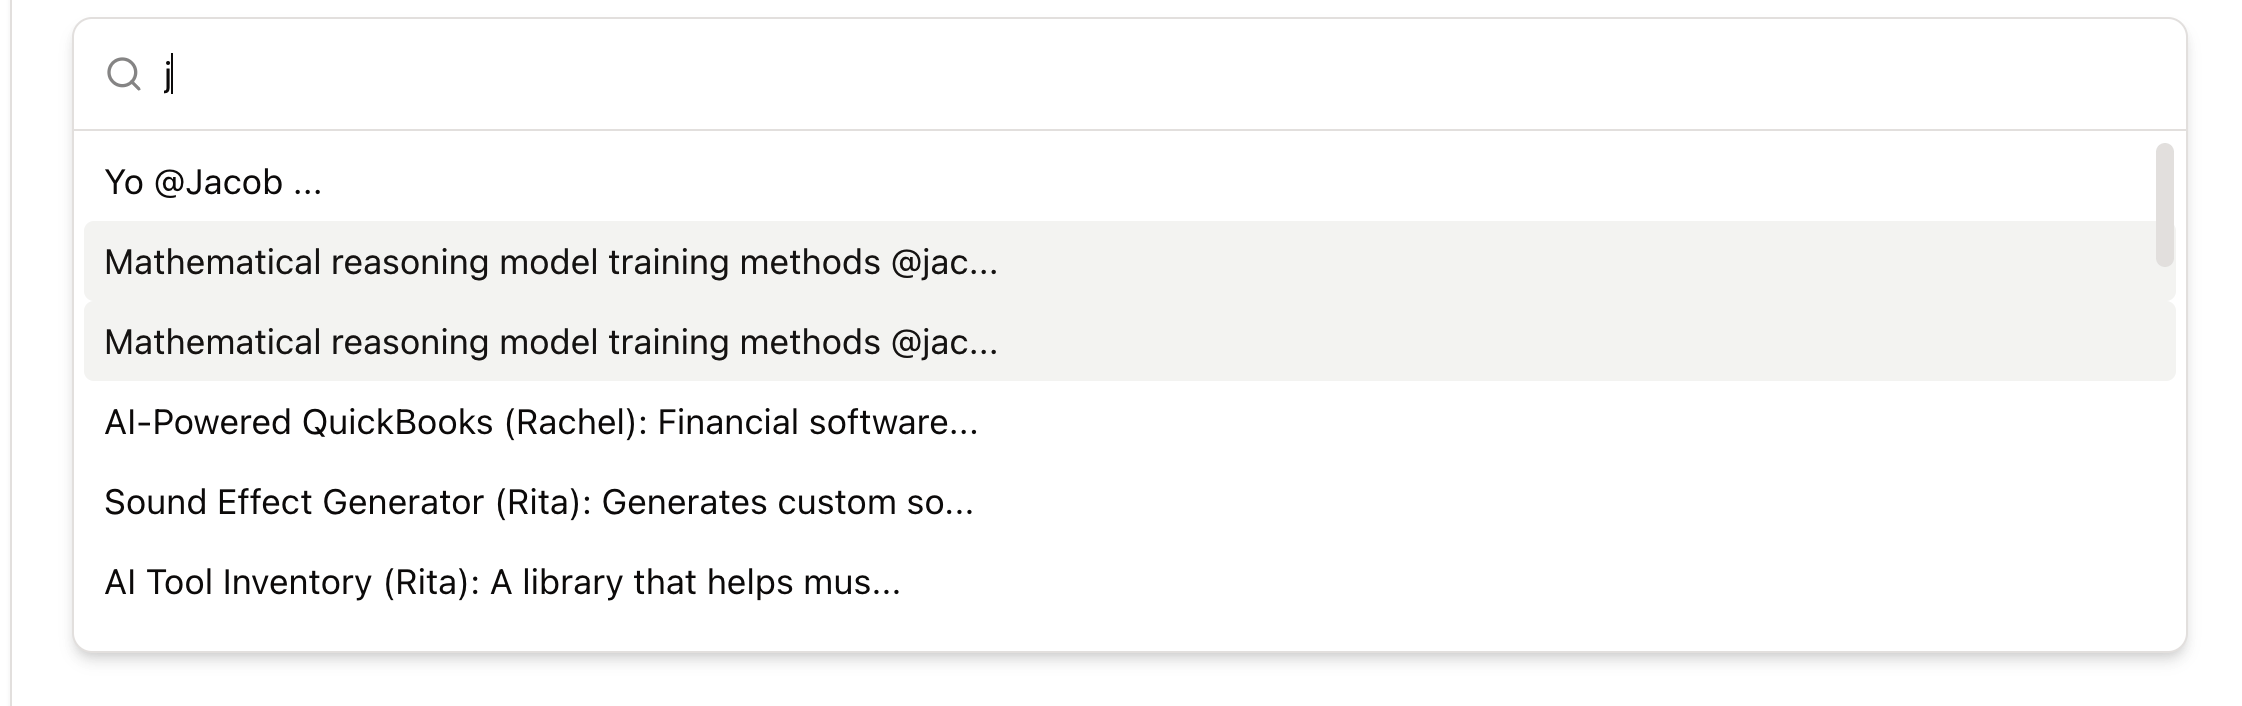 j
Yo @Jacob ...
Mathematical reasoning model training methods @jac...
Mathematical reasoning model training methods @jac...
AI-Powered QuickBooks (Rachel): Financial software...
Sound Effect Generator (Rita): Generates custom so...
AI Tool Inventory (Rita): A library that helps mus...